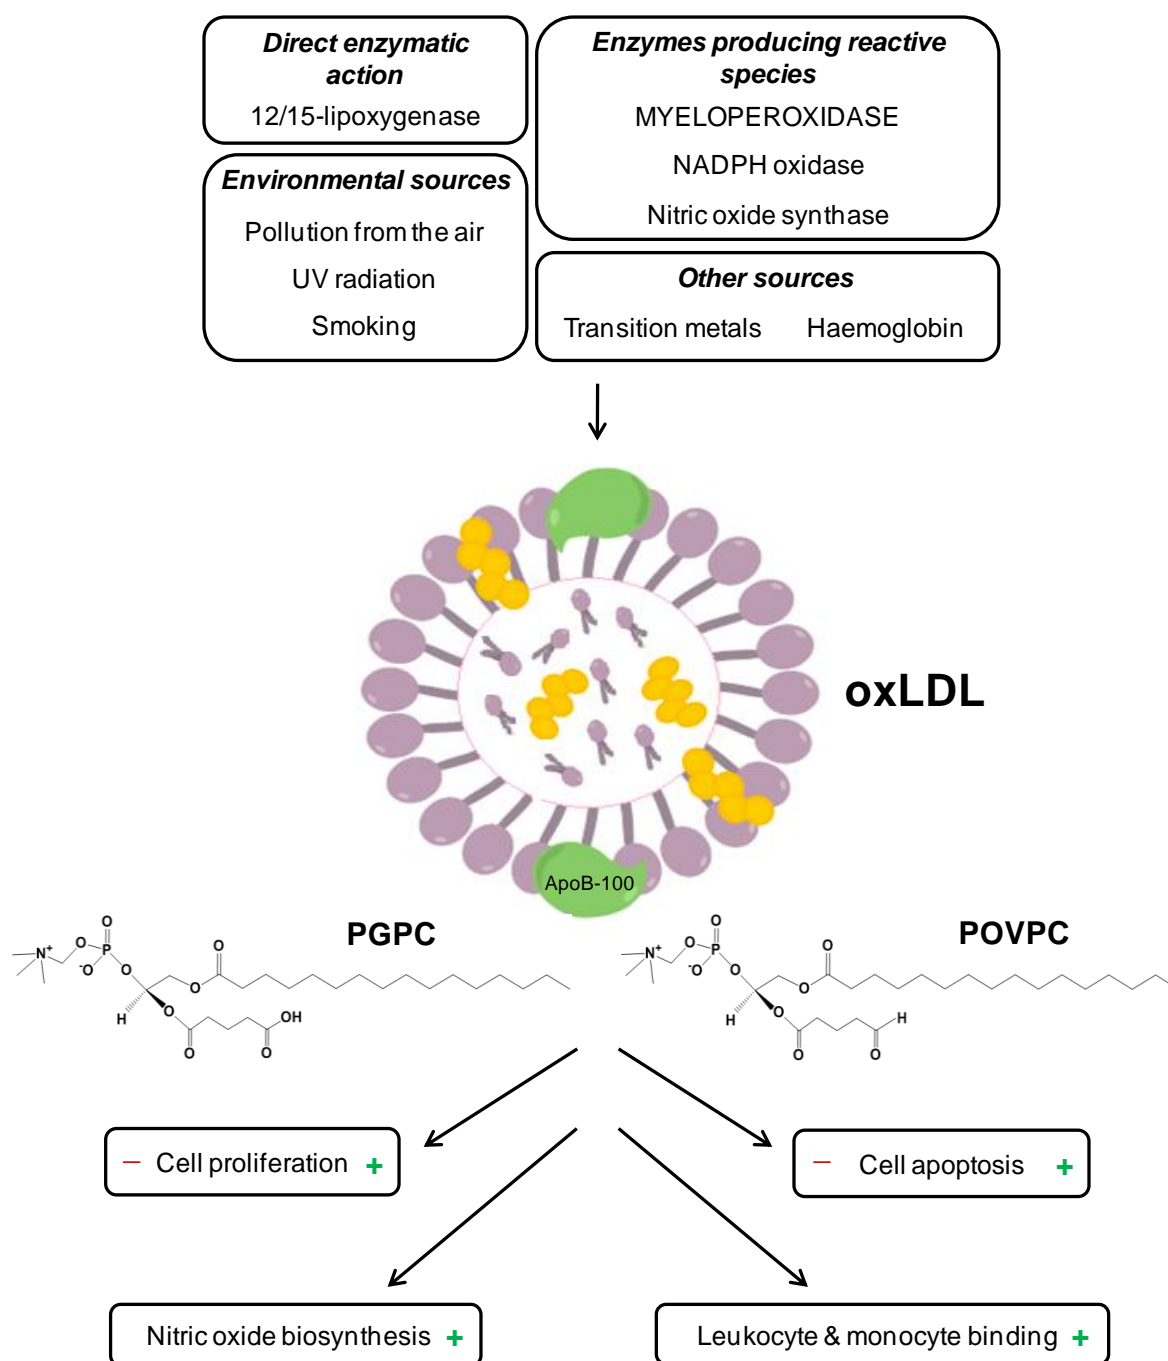 Direct enzymatic
action
12/15-lipoxygenase
Enzymes producing reactive
species
MYELOPEROXIDASE
NADPH oxidase
Nitric oxide synthase
Environmental sources
Pollution from the air
UV radiation
Smoking
Other sources
Transition metals Haemoglobin
oxLDL
ApoB-100
PGPC
O
N+ O P
-O O
O
O
H O
OH
O O
POVPC
O
N+ O P
-O O
O
O
H O
H
O O
– Cell proliferation +
– Cell apoptosis +
Nitric oxide biosynthesis +
Leukocyte & monocyte binding +